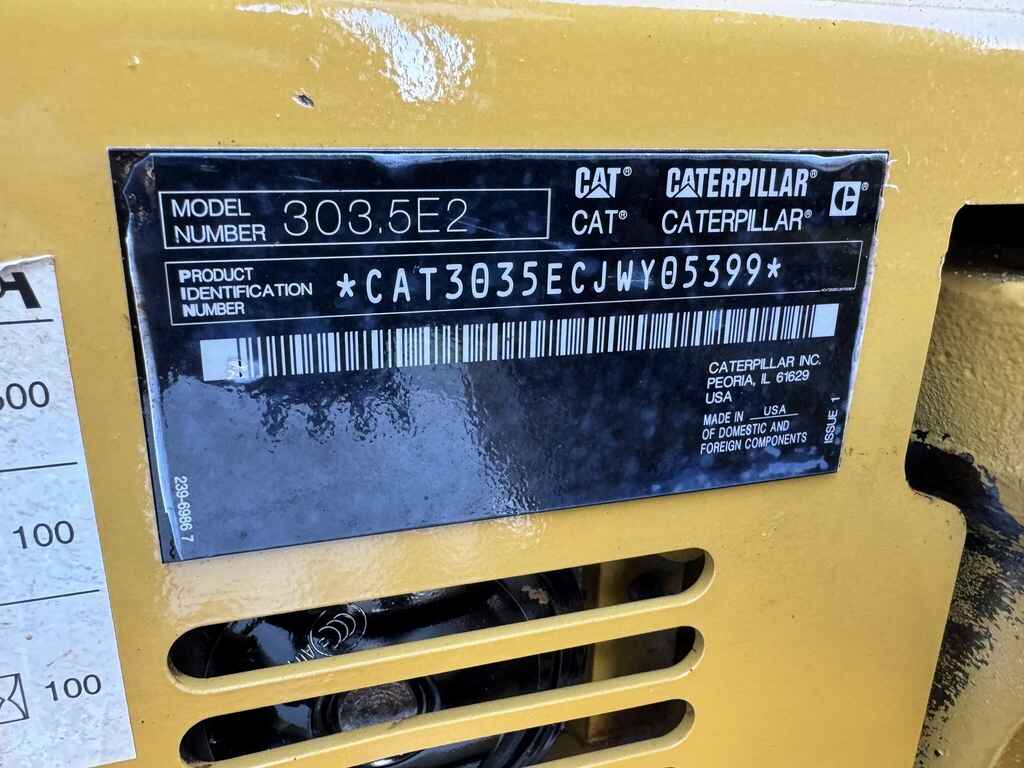 CAT® CATERPILLAR®
CAT® CATERPILLAR®
MODEL NUMBER 303.5E2
PRODUCT IDENTIFICATION NUMBER *CAT3035ECJWY05399*
CATERPILLAR INC.
PEORIA, IL 61629
USA
MADE IN USA
OF DOMESTIC AND
FOREIGN COMPONENTS
ISSUE 1
239-6986 7
100
100